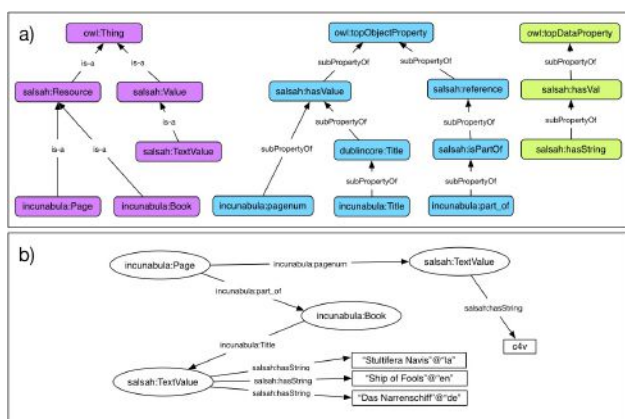 a)
owl:Thing
owl:topObjectProperty
owl:topDataProperty
is-a
is-a
subPropertyOf
subPropertyOf
subPropertyOf
salsah:Resource
salsah:Value
salsah:hasValue
salsah:reference
salsah:hasVal
is-a
is-a
is-a
subPropertyOf
subPropertyOf
subPropertyOf
subPropertyOf
salsah:TextValue
dublincore:Title
salsah:isPartOf
salsah:hasString
subPropertyOf
subPropertyOf
incunabula:Page
incunabula:Book
incunabula:pagenum
incunabula:Title
incunabula:part_of
b)
incunabula:Page
incunabula:pagenum
salsah:TextValue
incunabula:part_of
salsah:hasString
incunabula:Book
incunabula:Title
c4v
salsah:TextValue
salsah:hasString
"Stultifera Navis"@"la"
salsah:hasString
"Ship of Fools"@"en"
salsah:hasString
"Das Narrenschiff"@"de"